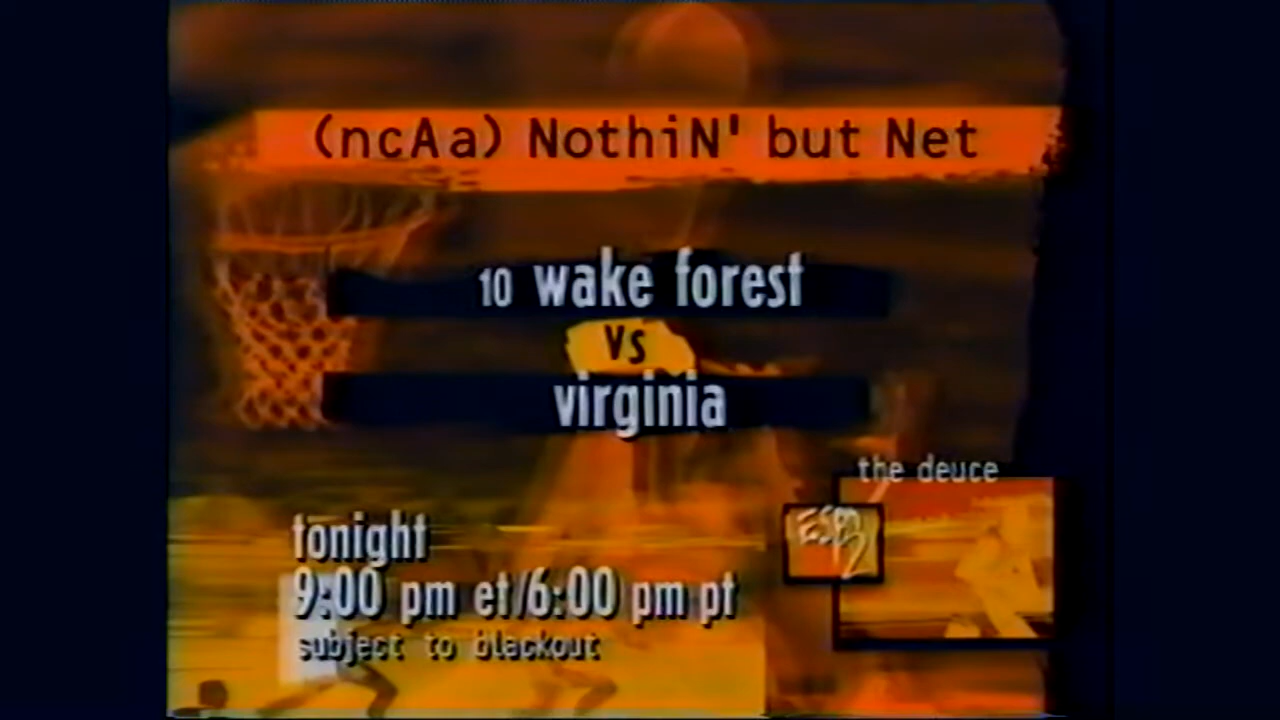 (ncAa) NothiN' but Net
10 wake forest
vs
virginia
the deuce
ESPN2
tonight
9:00 pm et/6:00 pm pt
subject to blackout